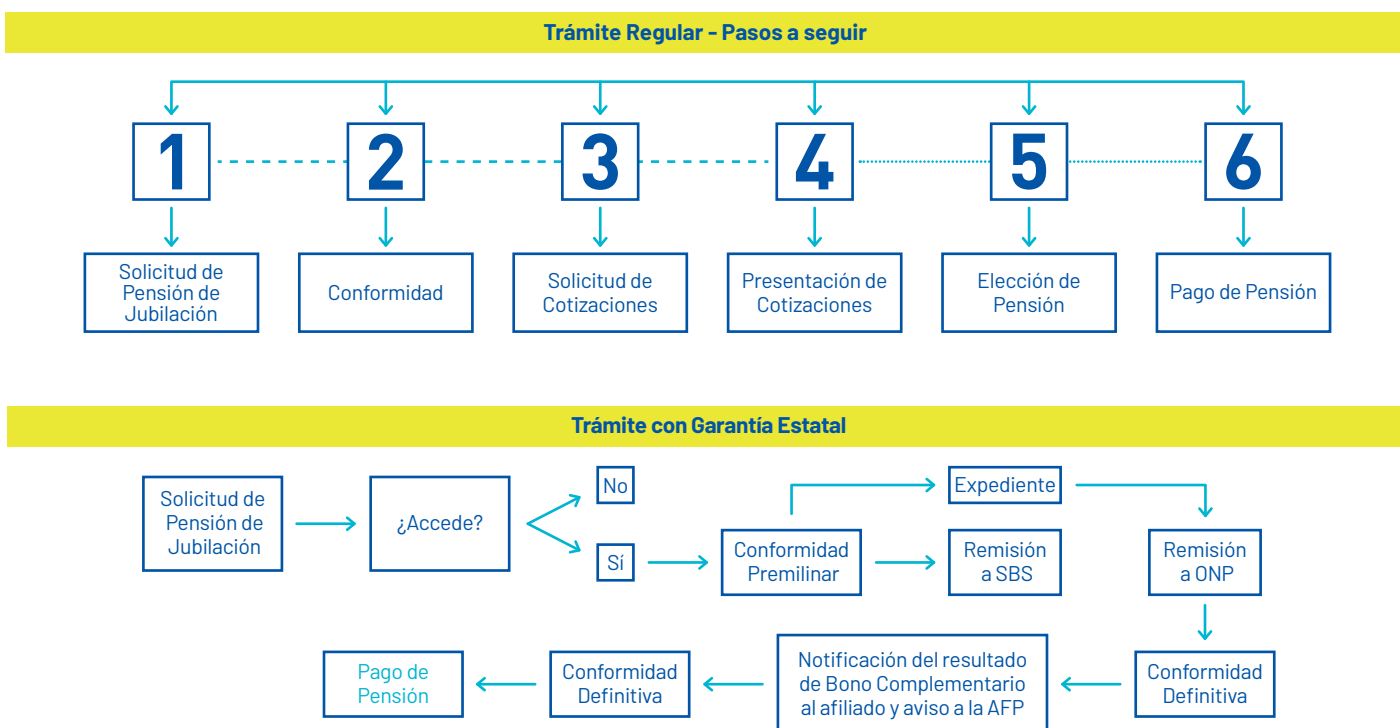 Trámite Regular - Pasos a seguir
1
2
3
4
5
6
Solicitud de
Pensión de
Jubilación
Conformidad
Solicitud de
Cotizaciones
Presentación de
Cotizaciones
Elección de
Pensión
Pago de Pensión
Trámite con Garantía Estatal
Solicitud de
Pensión de
Jubilación
¿Accede?
No
Sí
Conformidad
Premilinar
Expediente
Remisión
a SBS
Remisión
a ONP
Conformidad
Definitiva
Notificación del resultado
de Bono Complementario
al afiliado y aviso a la AFP
Conformidad
Definitiva
Pago de
Pensión